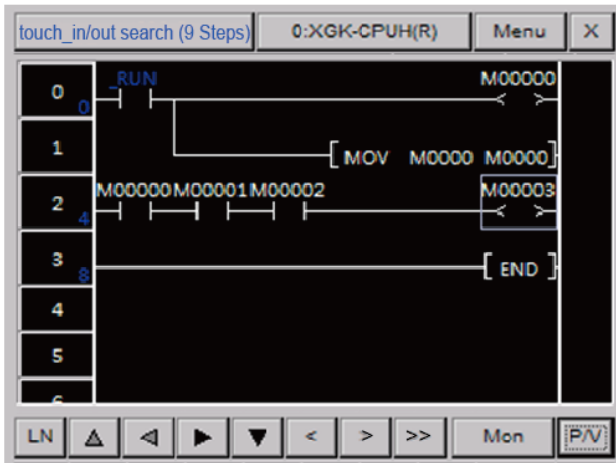 touch_in/out search (9 Steps) 0:XGK-CPUH(R) Menu X
0 0 _RUN M00000
1 MOV M0000 M0000
2 4 M00000 M00001 M00002 M00003
3 8 END
4
5
LN < > >> Mon P/V